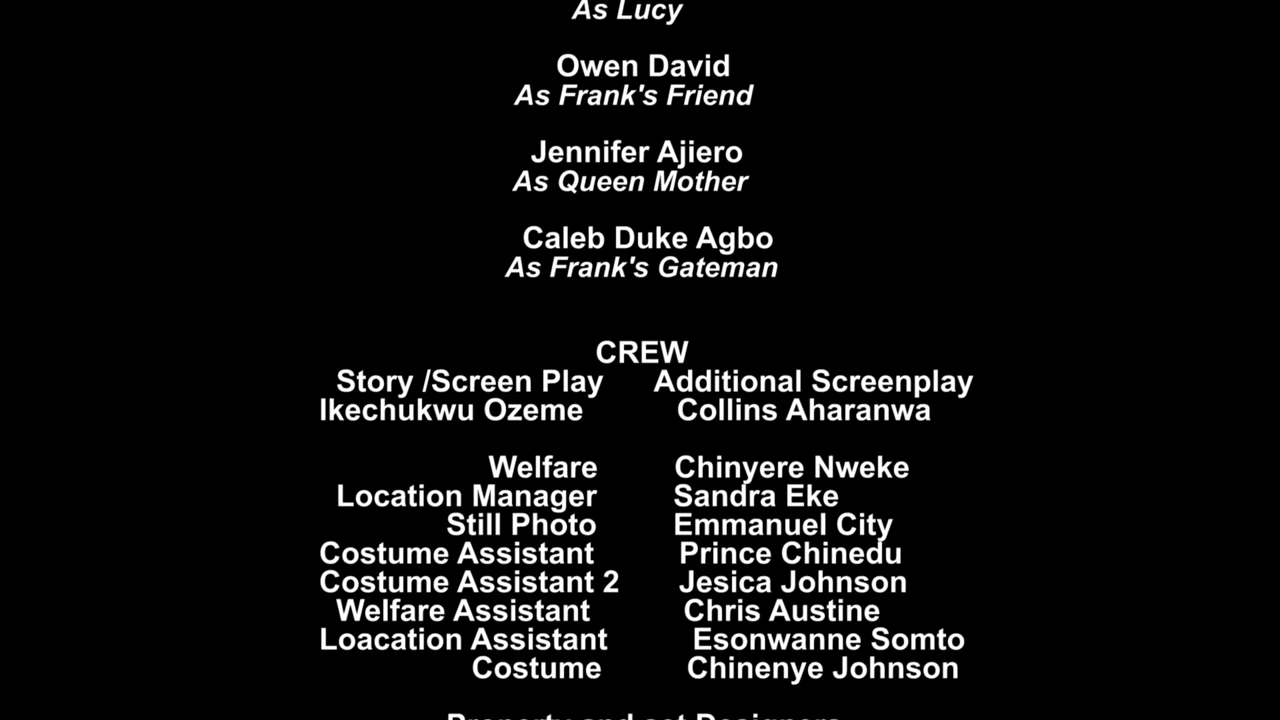 As Lucy
Owen David
As Frank's Friend
Jennifer Ajiero
As Queen Mother
Caleb Duke Agbo
As Frank's Gateman
CREW
Story /Screen Play Additional Screenplay
Ikechukwu Ozeme Collins Aharanwa
Welfare Chinyere Nweke
Location Manager Sandra Eke
Still Photo Emmanuel City
Costume Assistant Prince Chinedu
Costume Assistant 2 Jesica Johnson
Welfare Assistant Chris Austine
Loacation Assistant Esonwanne Somto
Costume Chinenye Johnson
Property and set Designers